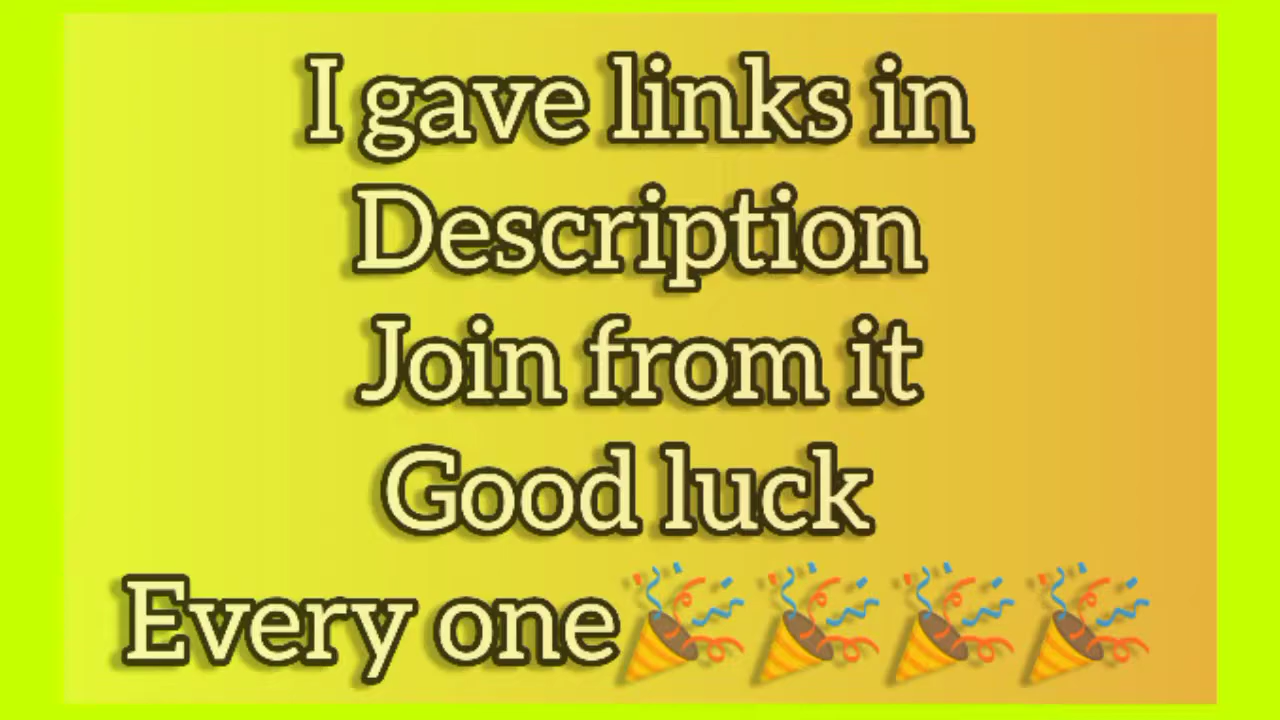 I gave links in
Description
Join from it
Good luck
Every one🎉🎉🎉🎉